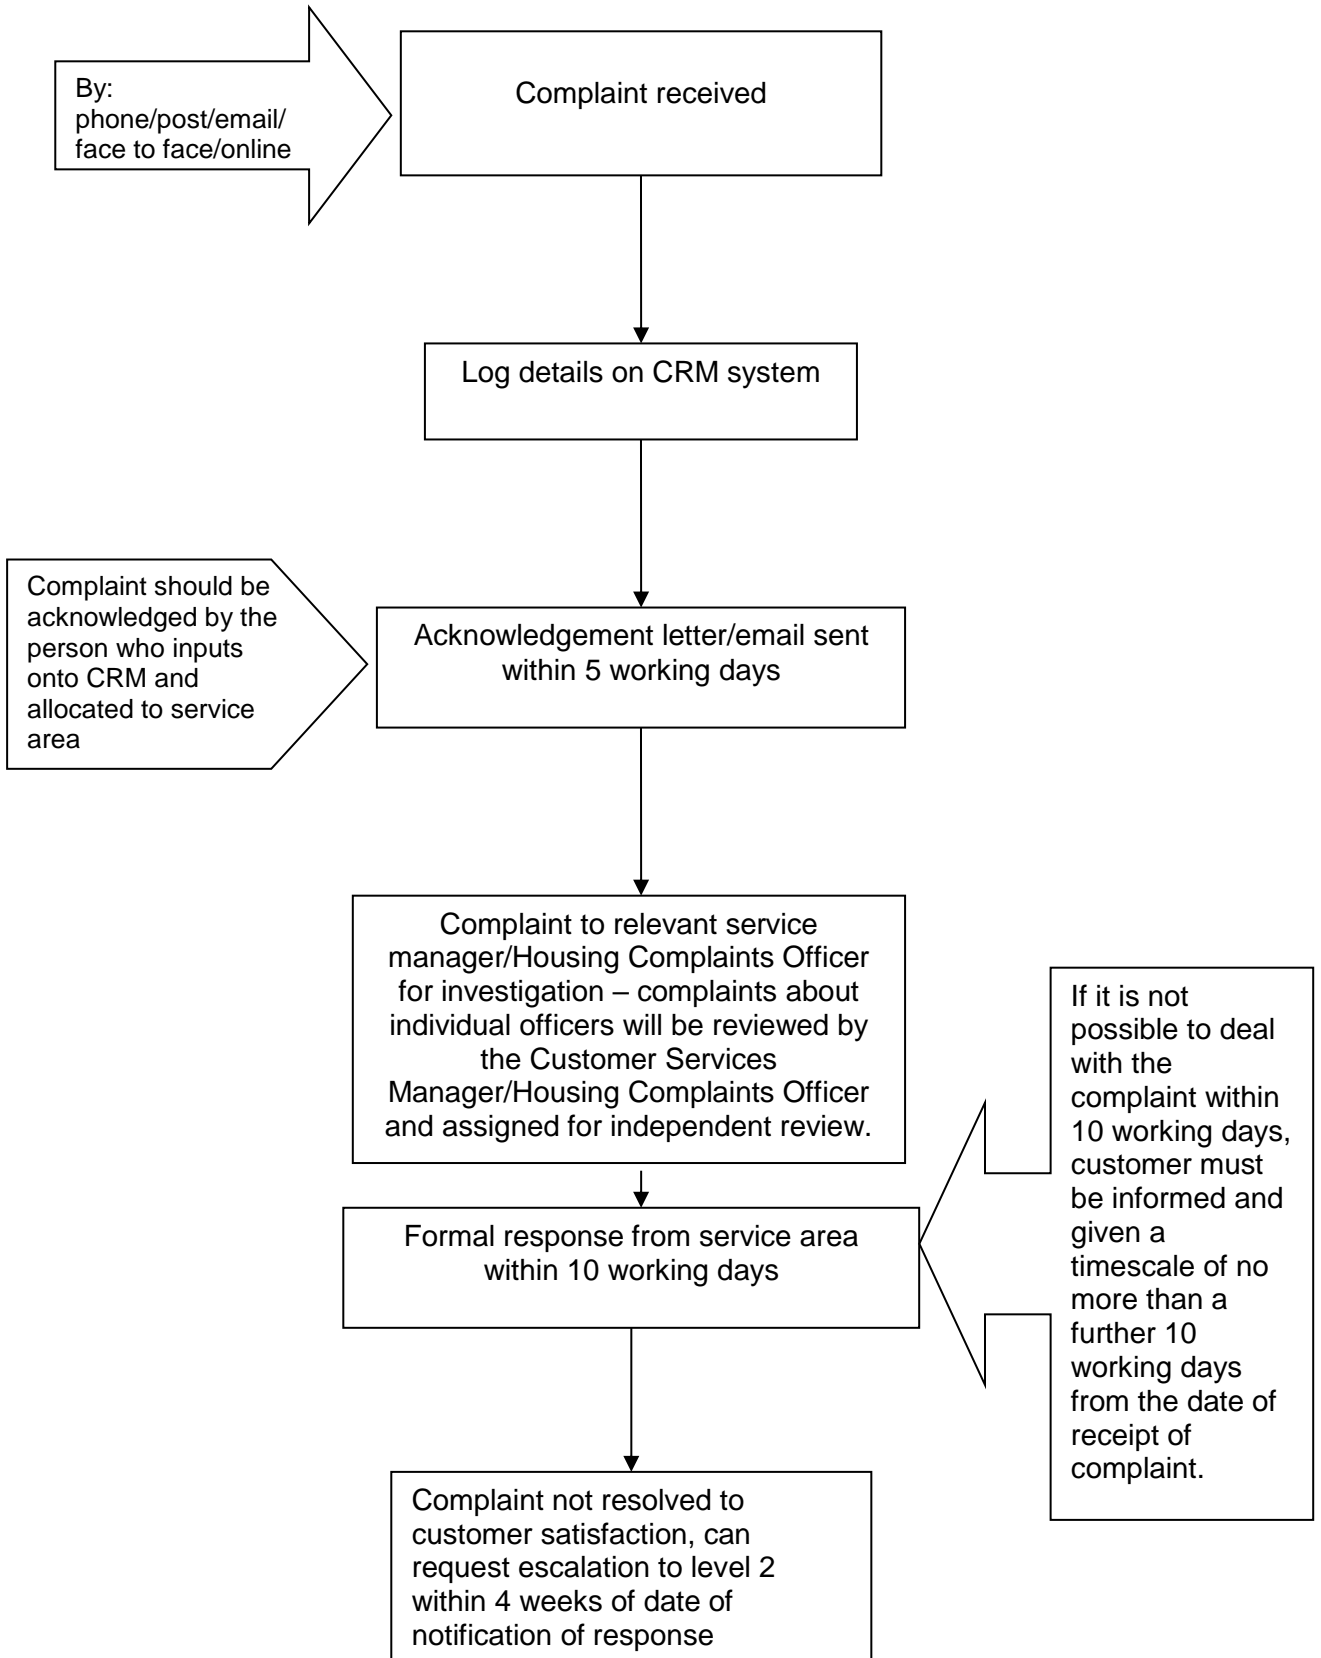 By:
phone/post/email/
face to face/online
Complaint received
Log details on CRM system
Complaint should be
acknowledged by the
person who inputs
onto CRM and
allocated to service
area
Acknowledgement letter/email sent
within 5 working days
Complaint to relevant service
manager/Housing Complaints Officer
for investigation – complaints about
individual officers will be reviewed by
the Customer Services
Manager/Housing Complaints Officer
and assigned for independent review.
If it is not
possible to deal
with the
complaint within
10 working days,
customer must
be informed and
given a
timescale of no
more than a
further 10
working days
from the date of
receipt of
complaint.
Formal response from service area
within 10 working days
Complaint not resolved to
customer satisfaction, can
request escalation to level 2
within 4 weeks of date of
notification of response